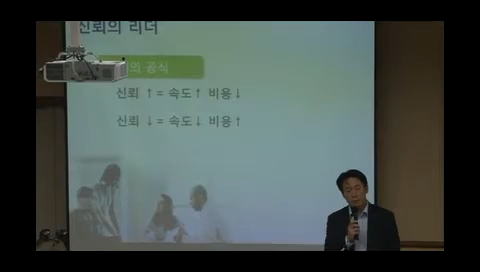 신뢰의 리더
의 공식
신뢰 ↑ = 속도↑ 비용↓
신뢰 ↓ = 속도↓ 비용↑